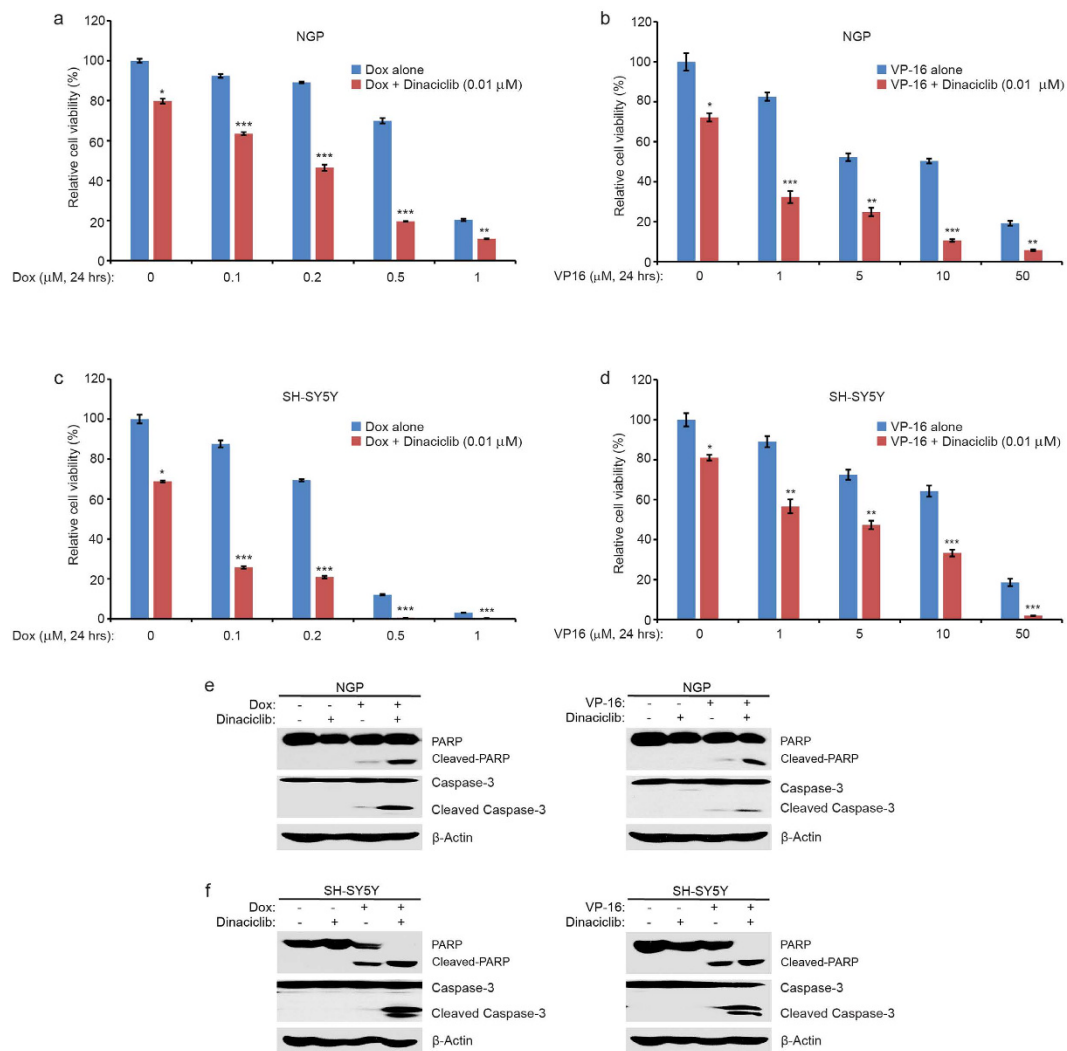 a
NGP
Relative cell viability (%)
120
100
80
60
40
20
0
Dox alone
Dox + Dinaciclib (0.01 μM)
*
***
***
***
**
Dox (μM, 24 hrs): 0 0.1 0.2 0.5 1
b
NGP
Relative cell viability (%)
120
100
80
60
40
20
0
VP-16 alone
VP-16 + Dinaciclib (0.01 μM)
*
***
**
***
**
VP16 (μM, 24 hrs): 0 1 5 10 50
c
SH-SY5Y
Relative cell viability (%)
120
100
80
60
40
20
0
Dox alone
Dox + Dinaciclib (0.01 μM)
*
***
***
***
***
Dox (μM, 24 hrs): 0 0.1 0.2 0.5 1
d
SH-SY5Y
Relative cell viability (%)
120
100
80
60
40
20
0
VP-16 alone
VP-16 + Dinaciclib (0.01 μM)
*
**
**
***
***
VP16 (μM, 24 hrs): 0 1 5 10 50
e
NGP
Dox: - - + +
Dinaciclib: - + - +
PARP
Cleaved-PARP
Caspase-3
Cleaved Caspase-3
β-Actin
NGP
VP-16: - - + +
Dinaciclib: - + - +
PARP
Cleaved-PARP
Caspase-3
Cleaved Caspase-3
β-Actin
f
SH-SY5Y
Dox: - - + +
Dinaciclib: - + - +
PARP
Cleaved-PARP
Caspase-3
Cleaved Caspase-3
β-Actin
SH-SY5Y
VP-16: - - + +
Dinaciclib: - + - +
PARP
Cleaved-PARP
Caspase-3
Cleaved Caspase-3
β-Actin